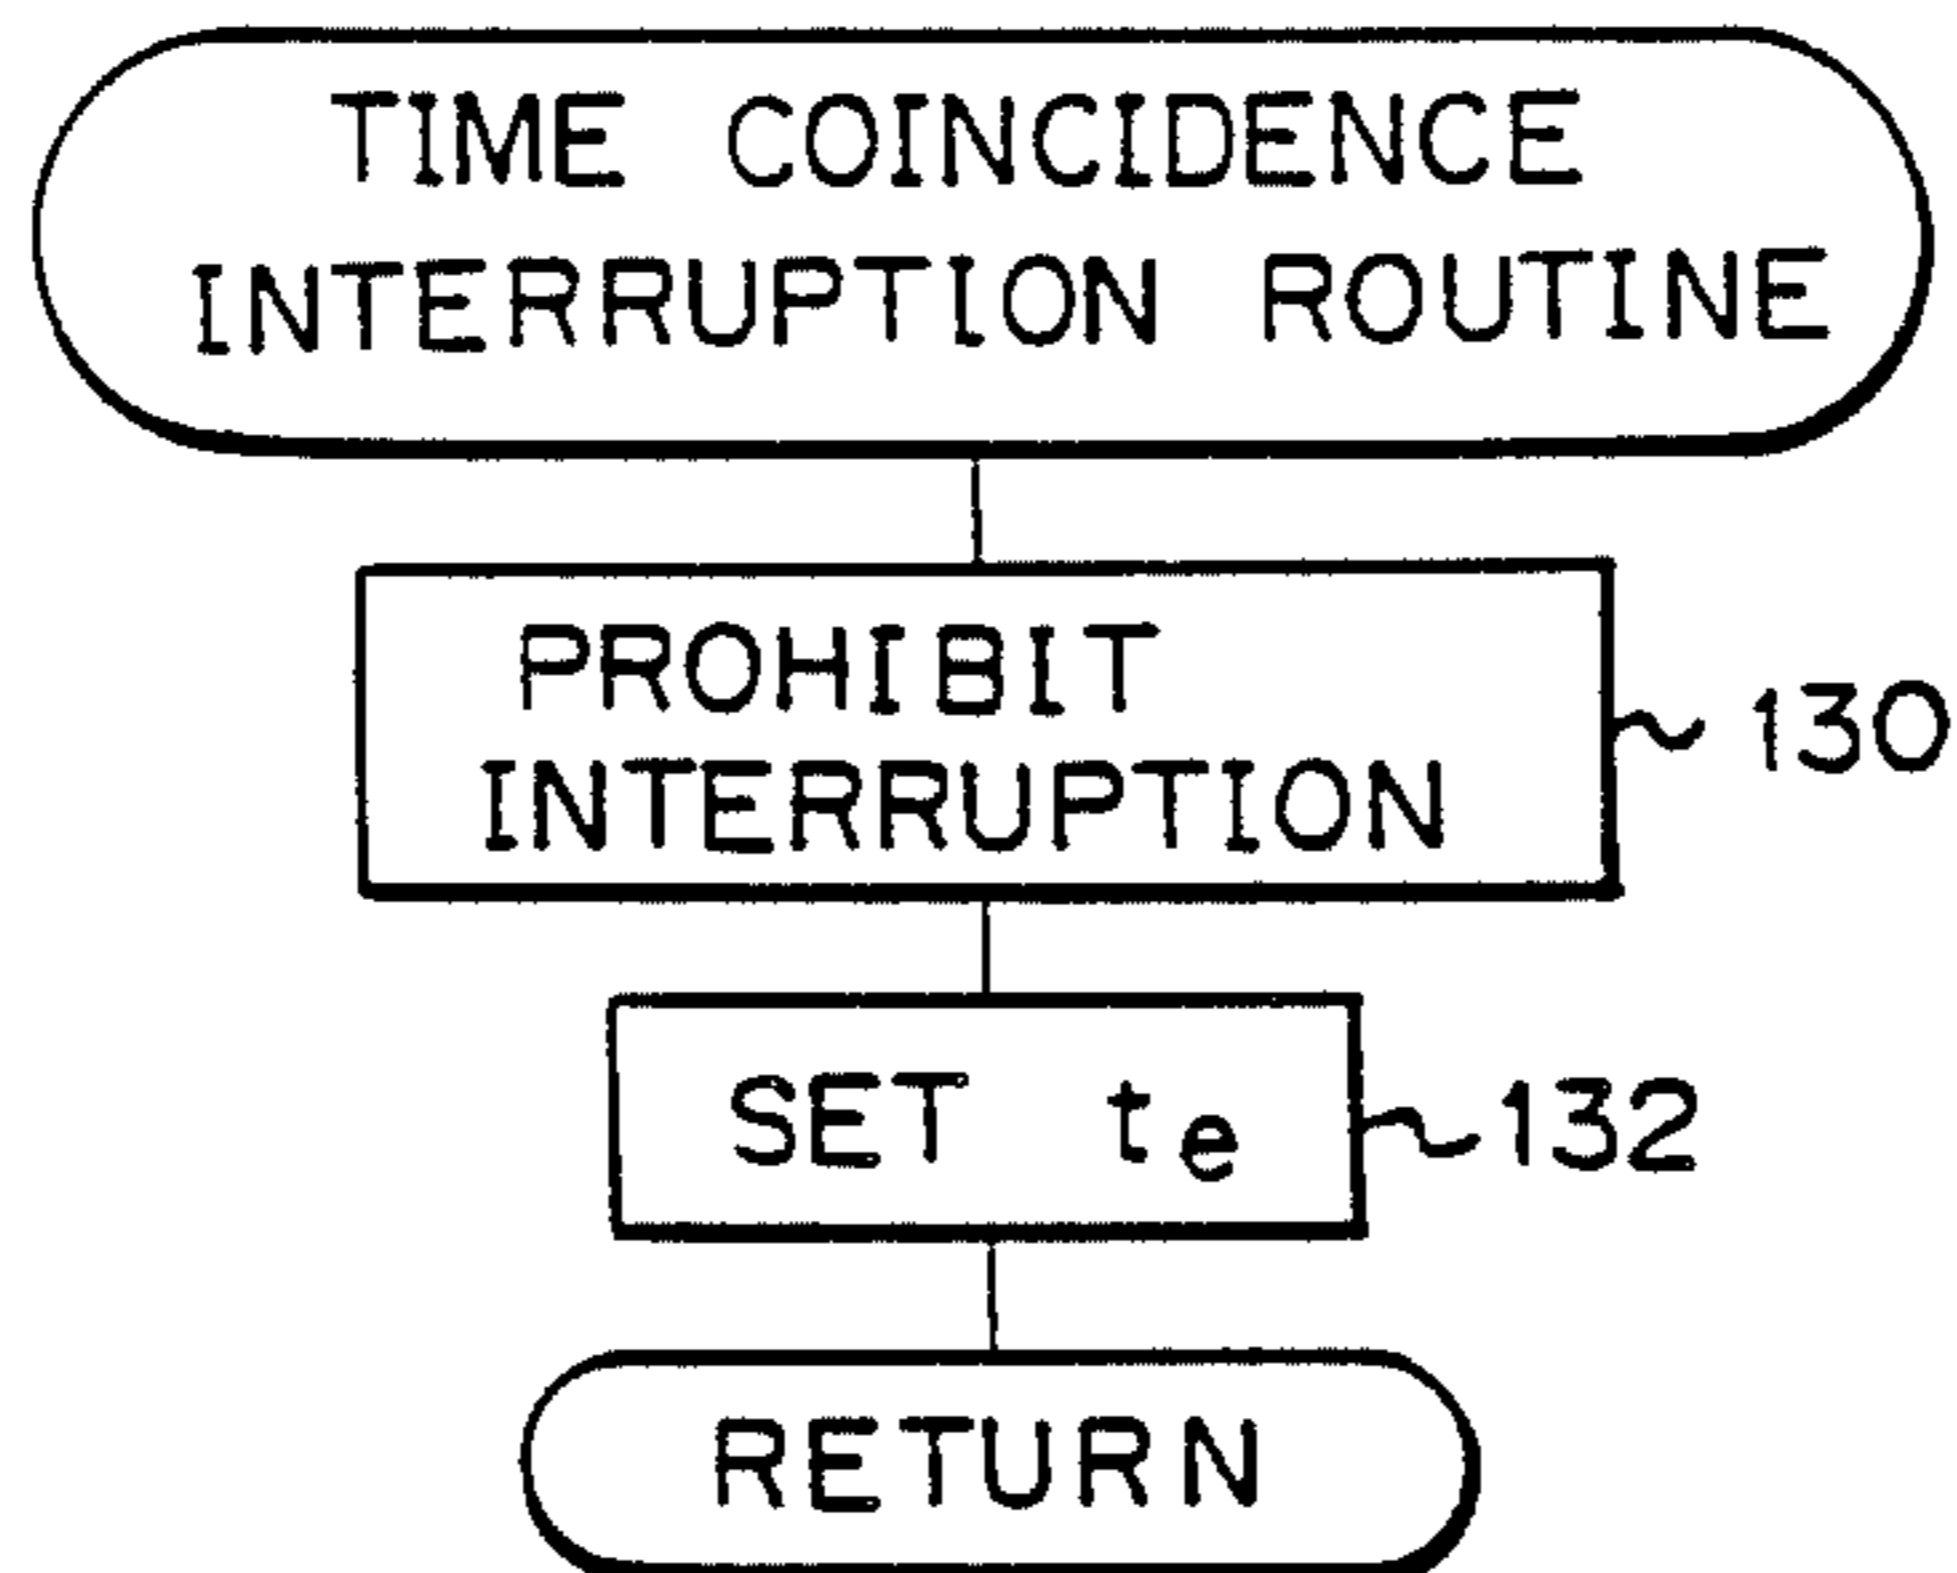 TIME COINCIDENCE
INTERRUPTION ROUTINE
PROHIBIT
INTERRUPTION
130
SET te
132
RETURN